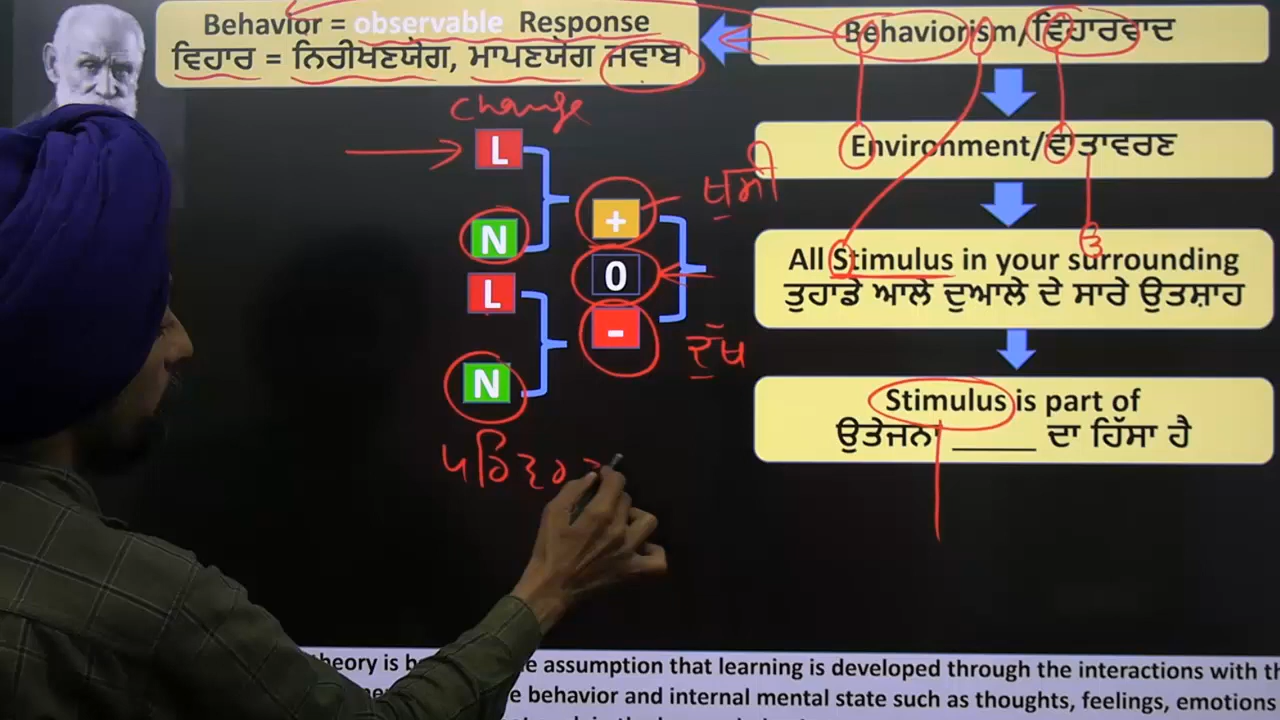 Behavior = observable Response
ਵਿਹਾਰ = ਨਿਰੀਖਣਯੋਗ, ਮਾਪਣਯੋਗ ਜਵਾਬ
Behaviorism/ਵਿਹਾਰਵਾਦ
Environment/ਵਾਤਾਵਰਣ
All Stimulus in your surrounding
ਤੁਹਾਡੇ ਆਲੇ ਦੁਆਲੇ ਦੇ ਸਾਰੇ ਉਤਸ਼ਾਹ
Stimulus is part of
ਉਤੇਜਨਾ _____ ਦਾ ਹਿੱਸਾ ਹੈ
change
L
N
L
N
+
0
-
ਖੁਸ਼ੀ
ਦੁੱਖ
theory is assumption that learning is developed through the interactions with
behavior and internal mental state such as thoughts, feelings, emotions